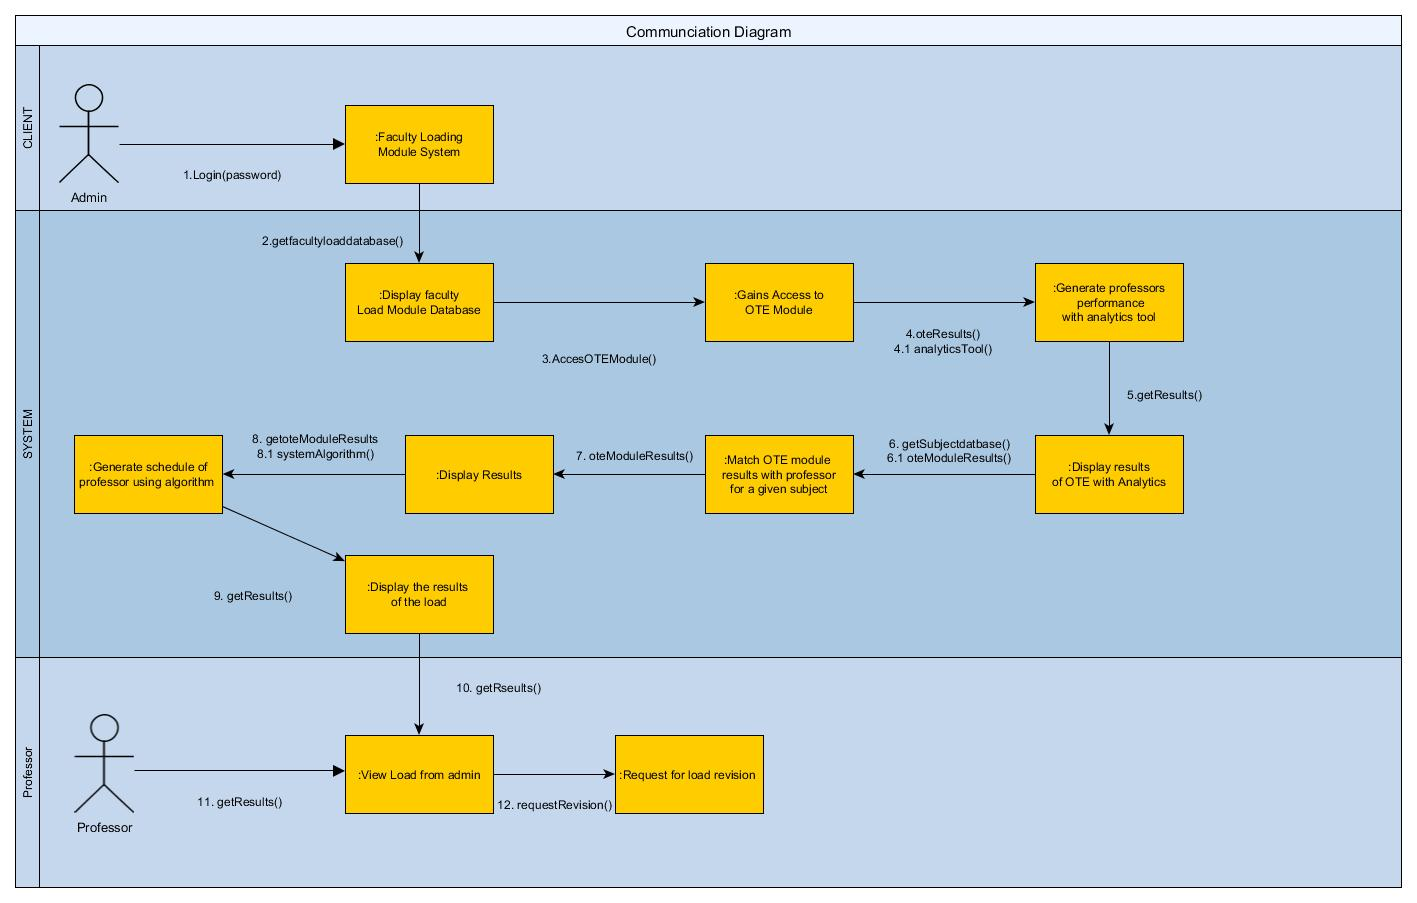 Communciation Diagram
CLIENT
:Faculty Loading
Module System
1.Login(password)
Admin
SYSTEM
2.getfacultyloaddatabase()
:Display faculty
Load Module Database
3.AccesOTEModule()
:Gains Access to
OTE Module
4.oteResults()
4.1 analyticsTool()
:Generate professors
performance
with analytics tool
5.getResults()
:Generate schedule of
professor using algorithm
8. getoteModuleResults
8.1 systemAlgorithm()
:Display Results
7. oteModuleResults()
:Match OTE module
results with professor
for a given subject
6. getSubjectdatbase()
6.1 oteModuleResults()
:Display results
of OTE with Analytics
9. getResults()
:Display the results
of the load
Professor
10. getRseults()
:View Load from admin
:Request for load revision
11. getResults()
12. requestRevision()
Professor